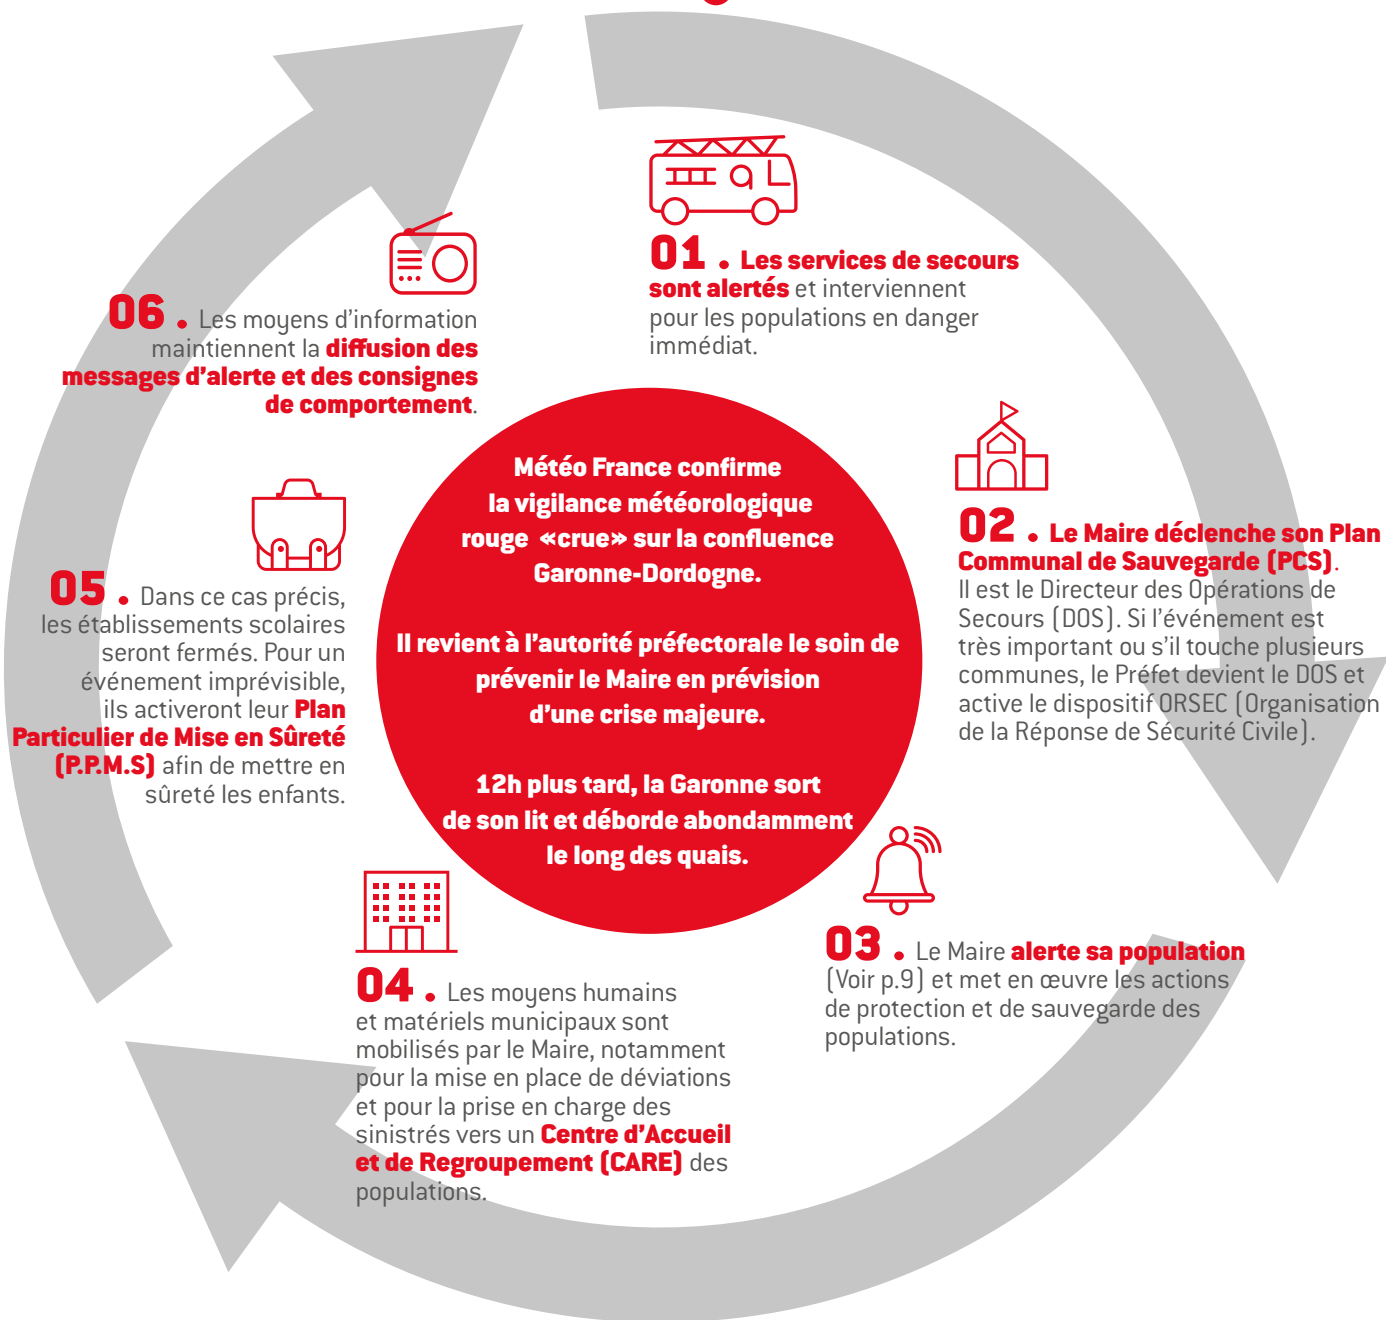 01 . Les services de secours
sont alertés et interviennent
pour les populations en danger
immédiat.
02 . Le Maire déclenche son Plan
Communal de Sauvegarde (PCS).
Il est le Directeur des Opérations de
Secours (DOS). Si l’événement est
très important ou s’il touche plusieurs
communes, le Préfet devient le DOS et
active le dispositif ORSEC (Organisation
de la Réponse de Sécurité Civile).
03 . Le Maire alerte sa population
(Voir p.9) et met en œuvre les actions
de protection et de sauvegarde des
populations.
04 . Les moyens humains
et matériels municipaux sont
mobilisés par le Maire, notamment
pour la mise en place de déviations
et pour la prise en charge des
sinistrés vers un Centre d’Accueil
et de Regroupement (CARE) des
populations.
05 . Dans ce cas précis,
les établissements scolaires
seront fermés. Pour un
événement imprévisible,
ils activeront leur Plan
Particulier de Mise en Sûreté
(P.P.M.S) afin de mettre en
sûreté les enfants.
06 . Les moyens d’information
maintiennent la diffusion des
messages d’alerte et des consignes
de comportement.
Météo France confirme
la vigilance météorologique
rouge «crue» sur la confluence
Garonne-Dordogne.
Il revient à l’autorité préfectorale le soin de
prévenir le Maire en prévision
d’une crise majeure.
12h plus tard, la Garonne sort
de son lit et déborde abondamment
le long des quais.